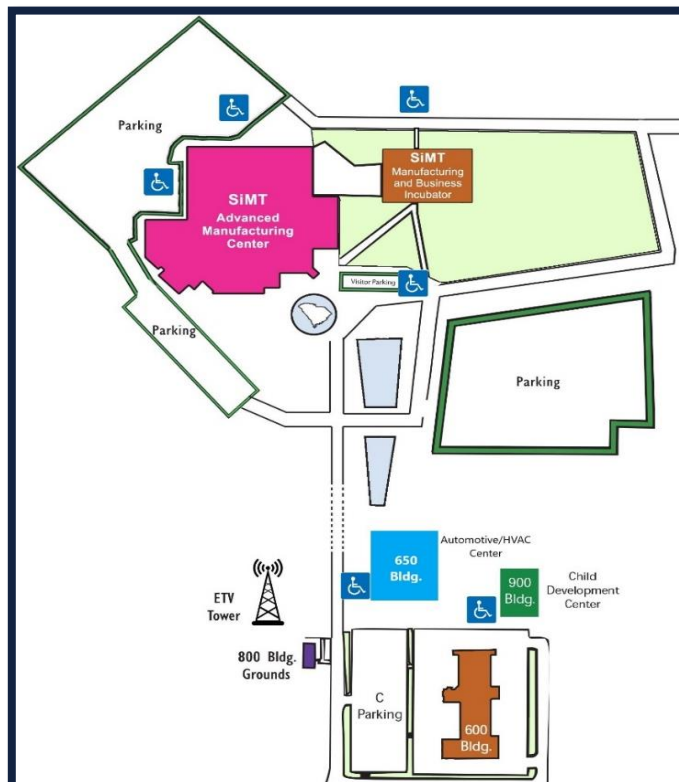 Parking
SiMT
Advanced
Manufacturing
Center
SiMT
Manufacturing
and Business
Incubator
Visitor Parking
Parking
Parking
650
Bldg.
Automotive/HVAC
Center
900
Bldg.
Child
Development
Center
ETV
Tower
800 Bldg.
Grounds
C
Parking
600
Bldg.